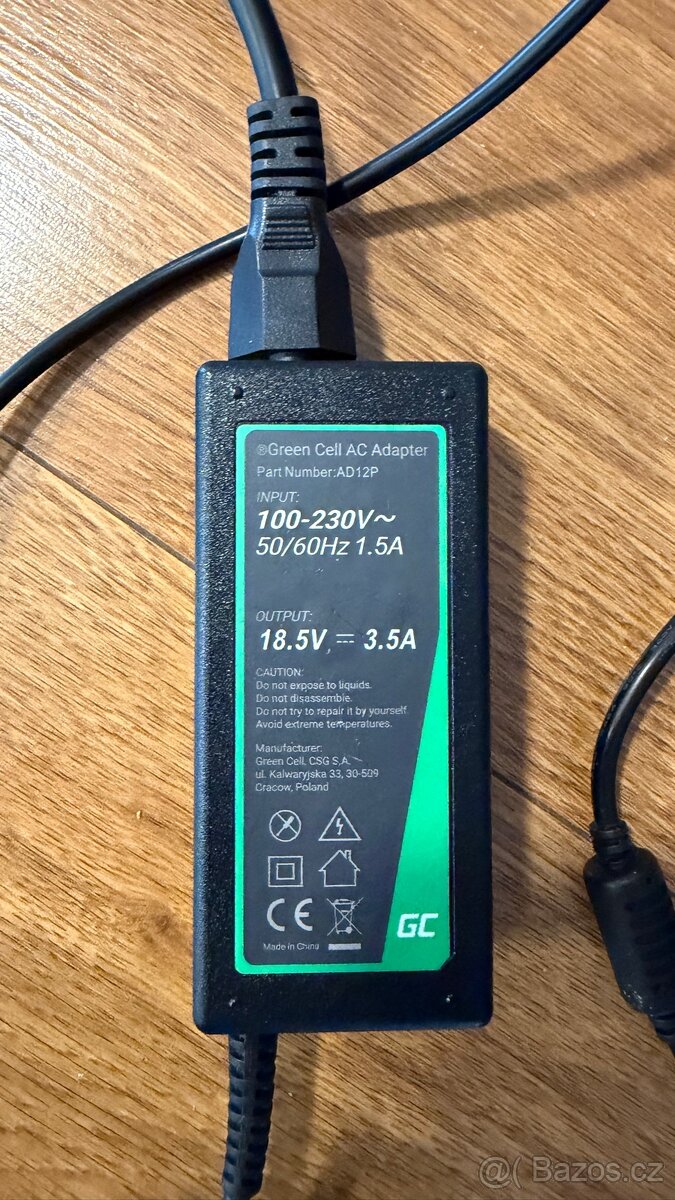 ®Green Cell AC Adapter
Part Number:AD12P
INPUT:
100-230V~
50/60Hz 1.5A
OUTPUT:
18.5V ⎓ 3.5A
CAUTION:
Do not expose to liquids.
Do not disassemble.
Do not try to repair it by yourself.
Avoid extreme temperatures.
Manufacturer:
Green Cell, CSG S.A.
ul. Kalwaryjska 33, 30-509
Cracow, Poland
CE
GC
Made in China
@( Bazos.cz